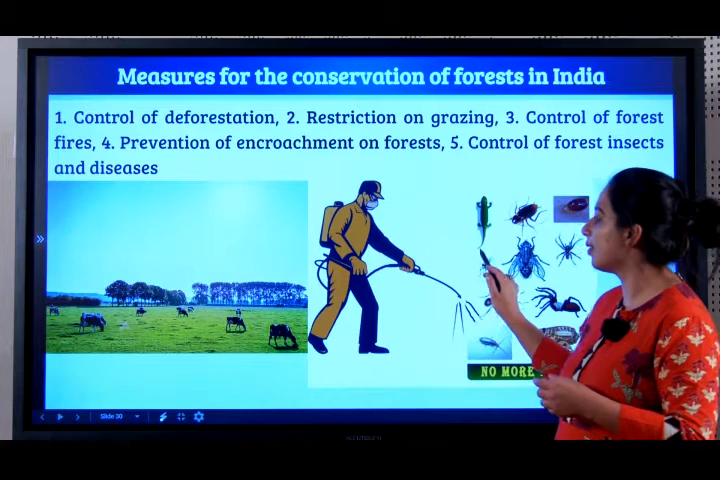 Measures for the conservation of forests in India
1. Control of deforestation, 2. Restriction on grazing, 3. Control of forest
fires, 4. Prevention of encroachment on forests, 5. Control of forest insects
and diseases
NO MORE
Slide 30